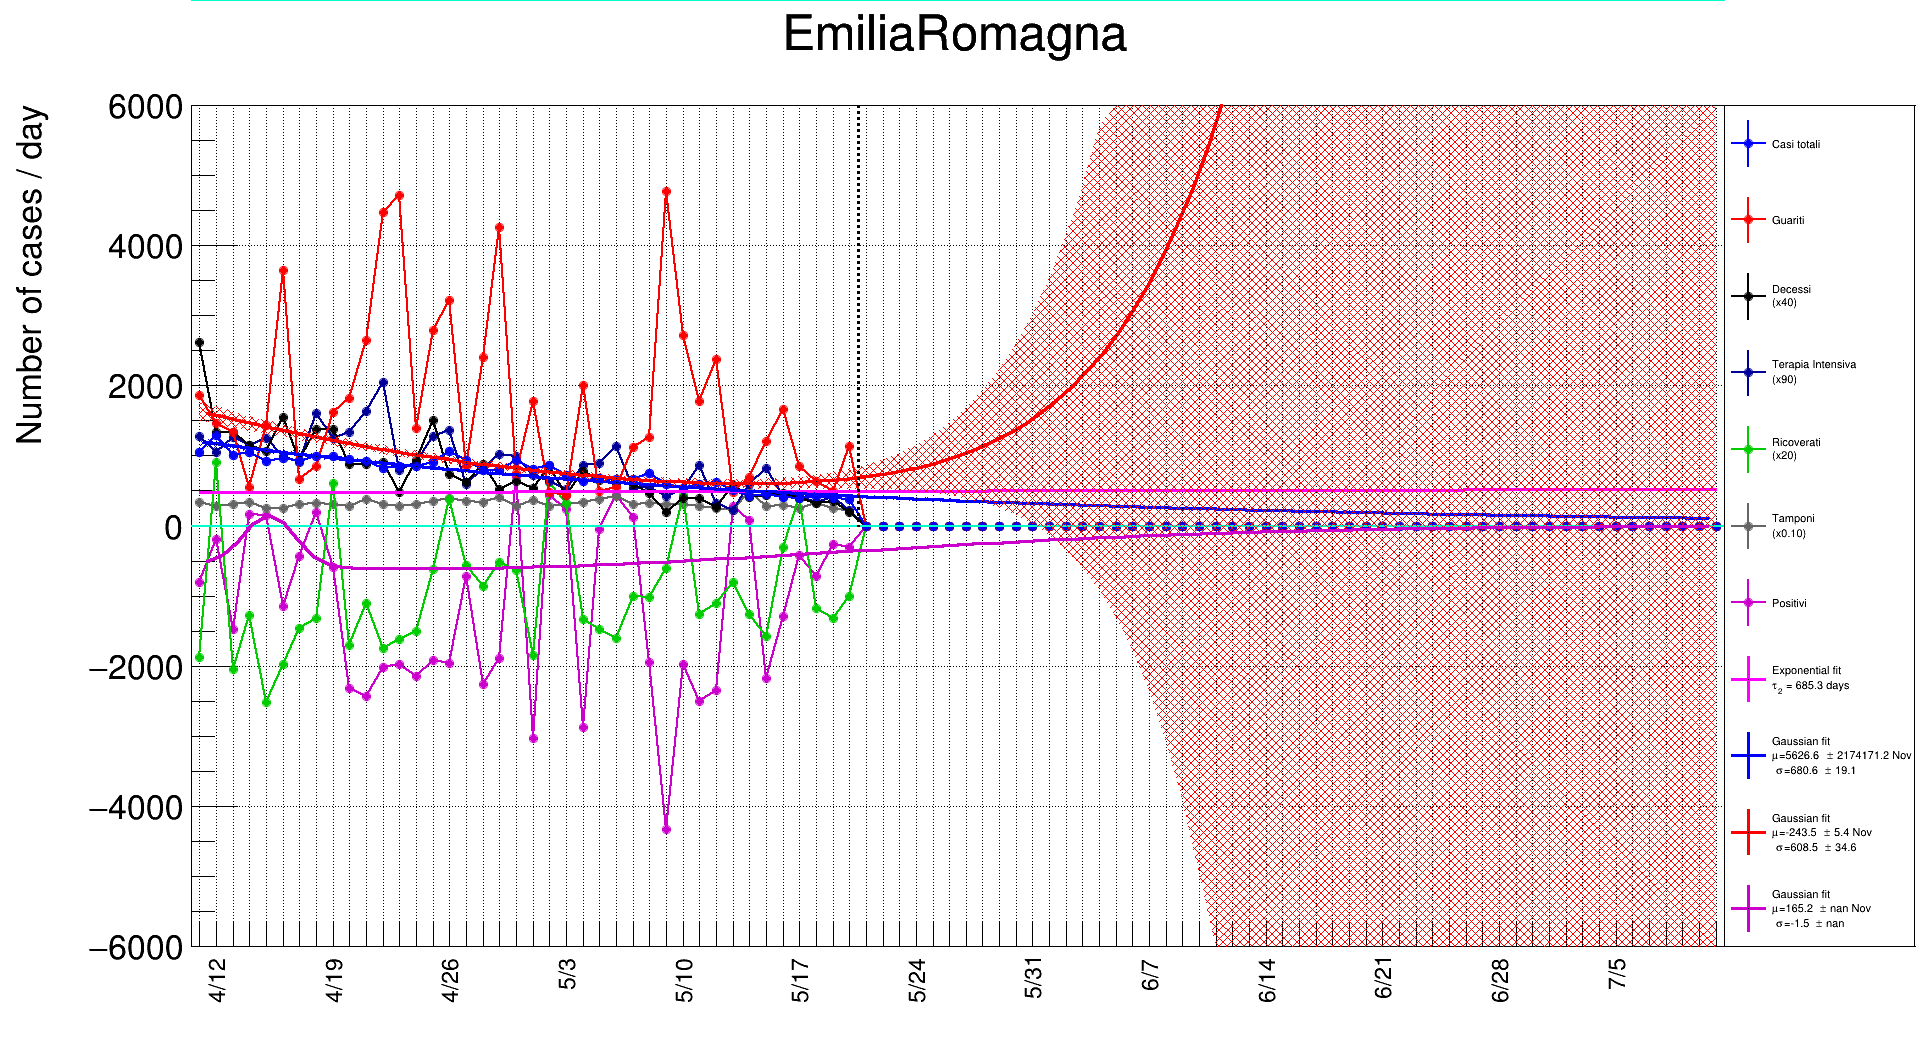 EmiliaRomagna
Number of cases / day
6000
4000
2000
0
−2000
−4000
−6000
4/12
4/19
4/26
5/3
5/10
5/17
5/24
5/31
6/7
6/14
6/21
6/28
7/5
Casi totali
Guariti
Decessi
(x40)
Terapia Intensiva
(x90)
Ricoverati
(x20)
Tamponi
(x0.10)
Positivi
Exponential fit
τ2 = 685.3 days
Gaussian fit
μ=5626.6 ± 2174171.2 Nov
σ=680.6 ± 19.1
Gaussian fit
μ=-243.5 ± 5.4 Nov
σ=608.5 ± 34.6
Gaussian fit
μ=165.2 ± nan Nov
σ=-1.5 ± nan